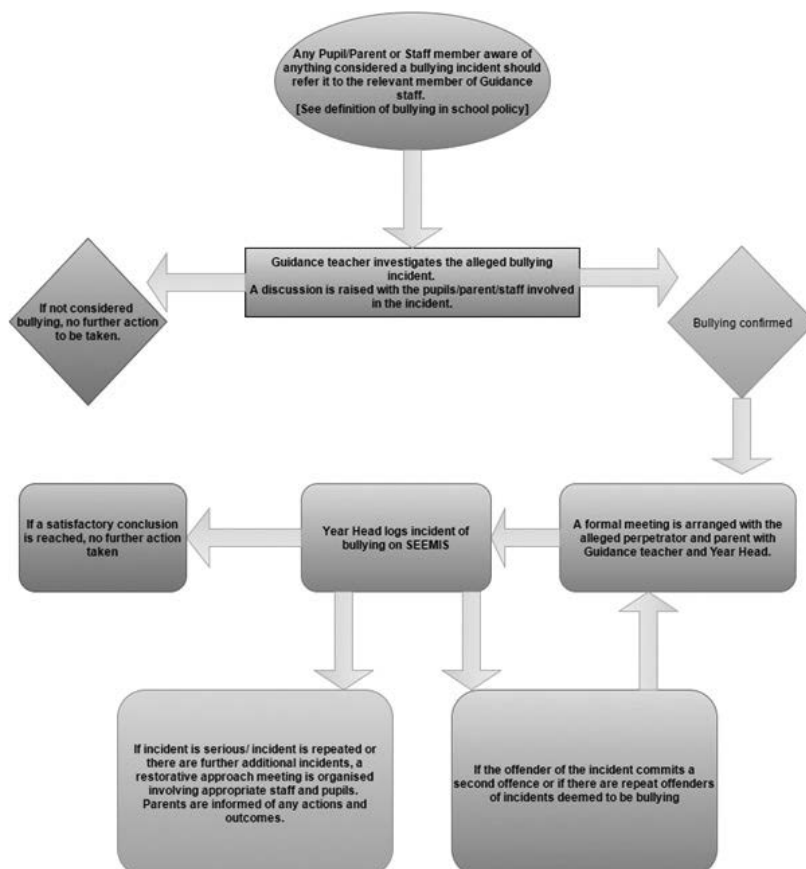 Any Pupil/Parent or Staff member aware of
anything considered a bullying incident should
refer it to the relevant member of Guidance
staff.
[See definition of bullying in school policy]
Guidance teacher investigates the alleged bullying
incident.
A discussion is raised with the pupils/parent/staff involved
in the incident.
If not considered
bullying, no further action
to be taken.
Bullying confirmed
If a satisfactory conclusion
is reached, no further action
taken
Year Head logs incident of
bullying on SEEMIS
A formal meeting is arranged with the
alleged perpetrator and parent with
Guidance teacher and Year Head.
If incident is serious/ incident is repeated or
there are further additional incidents, a
restorative approach meeting is organised
involving appropriate staff and pupils.
Parents are informed of any actions and
outcomes.
If the offender of the incident commits a
second offence or if there are repeat offenders
of incidents deemed to be bullying